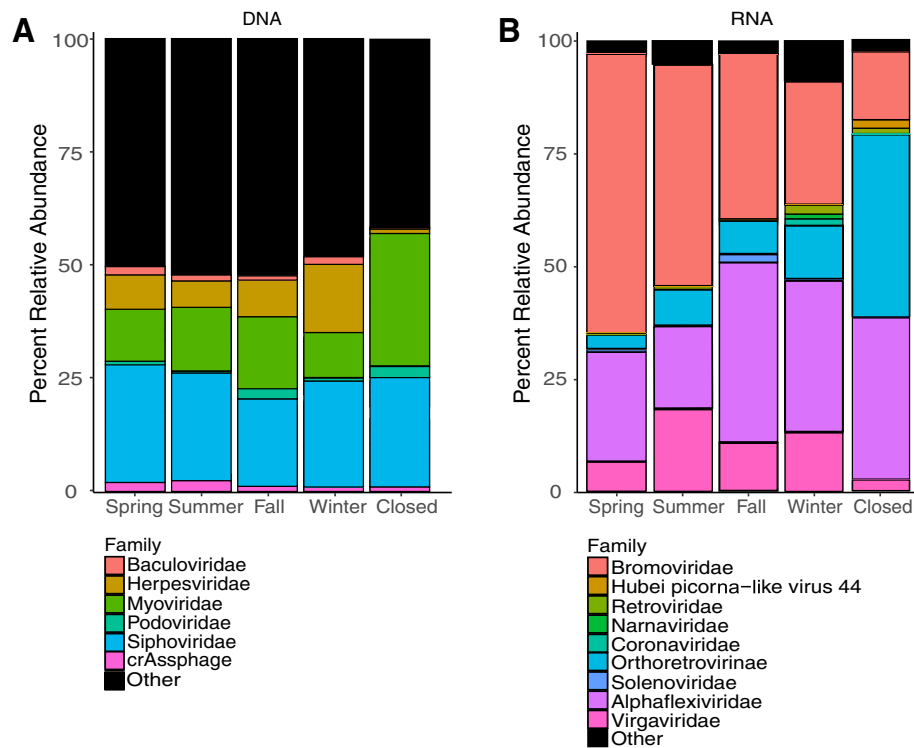 A
DNA
Percent Relative Abundance
100
75
50
25
0
Spring Summer Fall Winter Closed
Family
Baculoviridae
Herpesviridae
Myoviridae
Podoviridae
Siphoviridae
crAssphage
Other
B
RNA
Percent Relative Abundance
100
75
50
25
0
Spring Summer Fall Winter Closed
Family
Bromoviridae
Hubei picorna−like virus 44
Retroviridae
Narnaviridae
Coronaviridae
Orthoretrovirinae
Solenoviridae
Alphaflexiviridae
Virgaviridae
Other